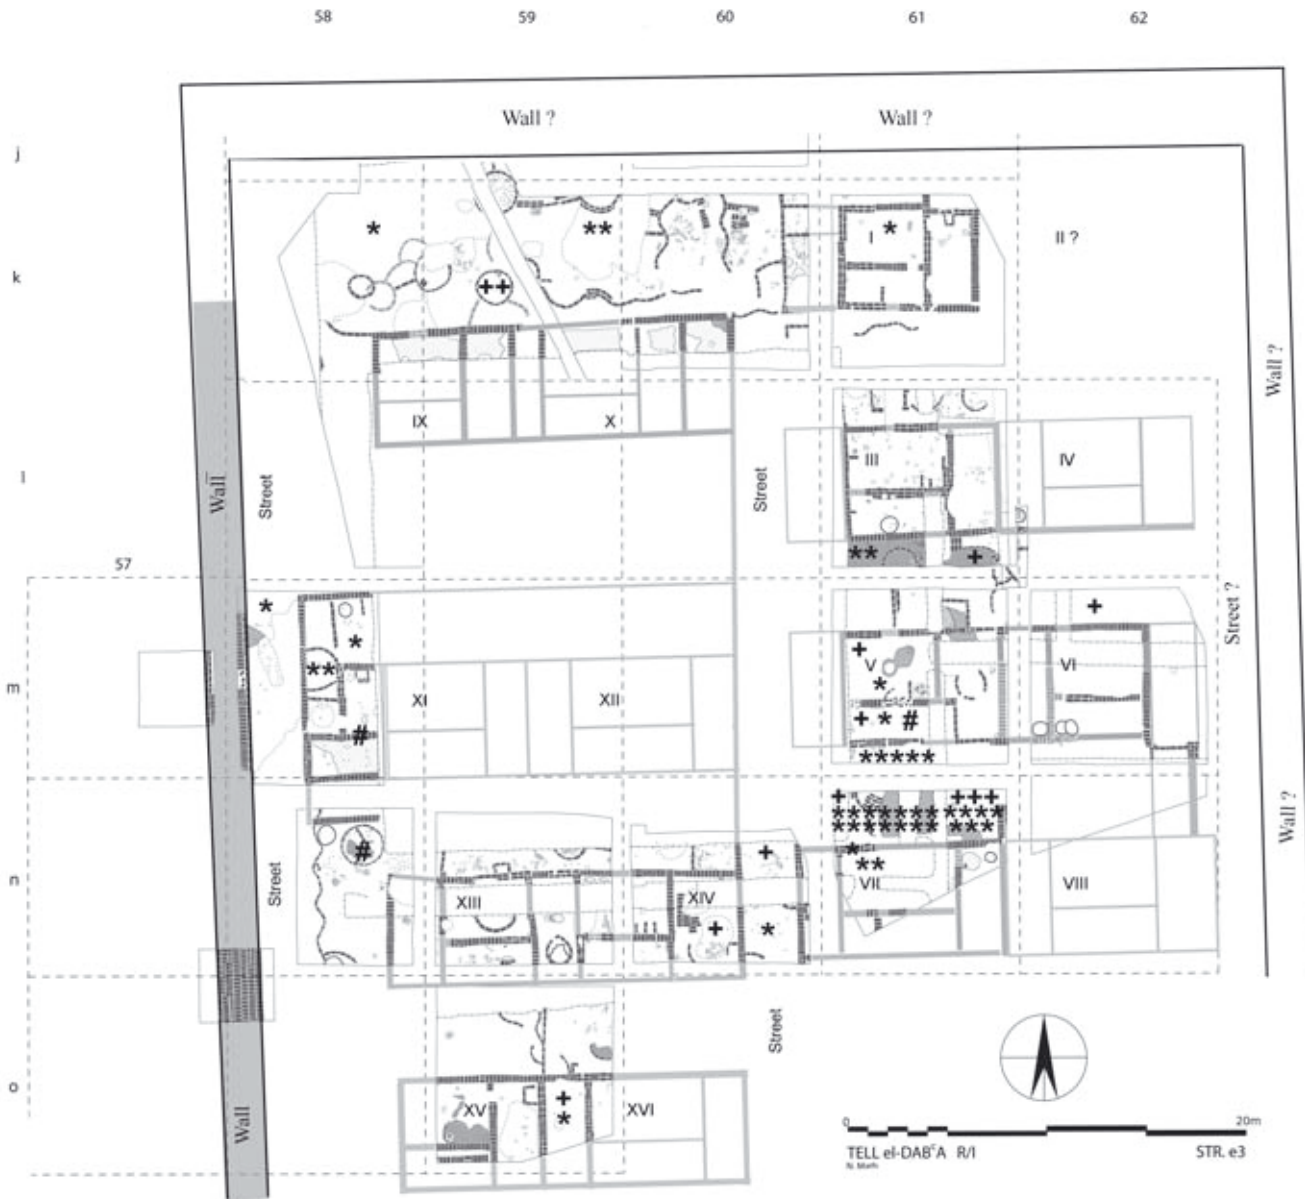 58 59 60 61 62
Wall ? Wall ?
j
* ** * I II ?
k
++
Wall ?
IX X
III IV
l
Wall Street Street
** +
57
*
* + Street ?
** + V VI
m
* XI XII
# + * #
*****
Wall ?
+ +++
******* ****
******* ***
# + *
Street **
n
XIII XIV VII VIII
+ *
Street
o
+
XV * XVI
Wall
0 20m
TELL el-DABᶜA R/I STR. e3